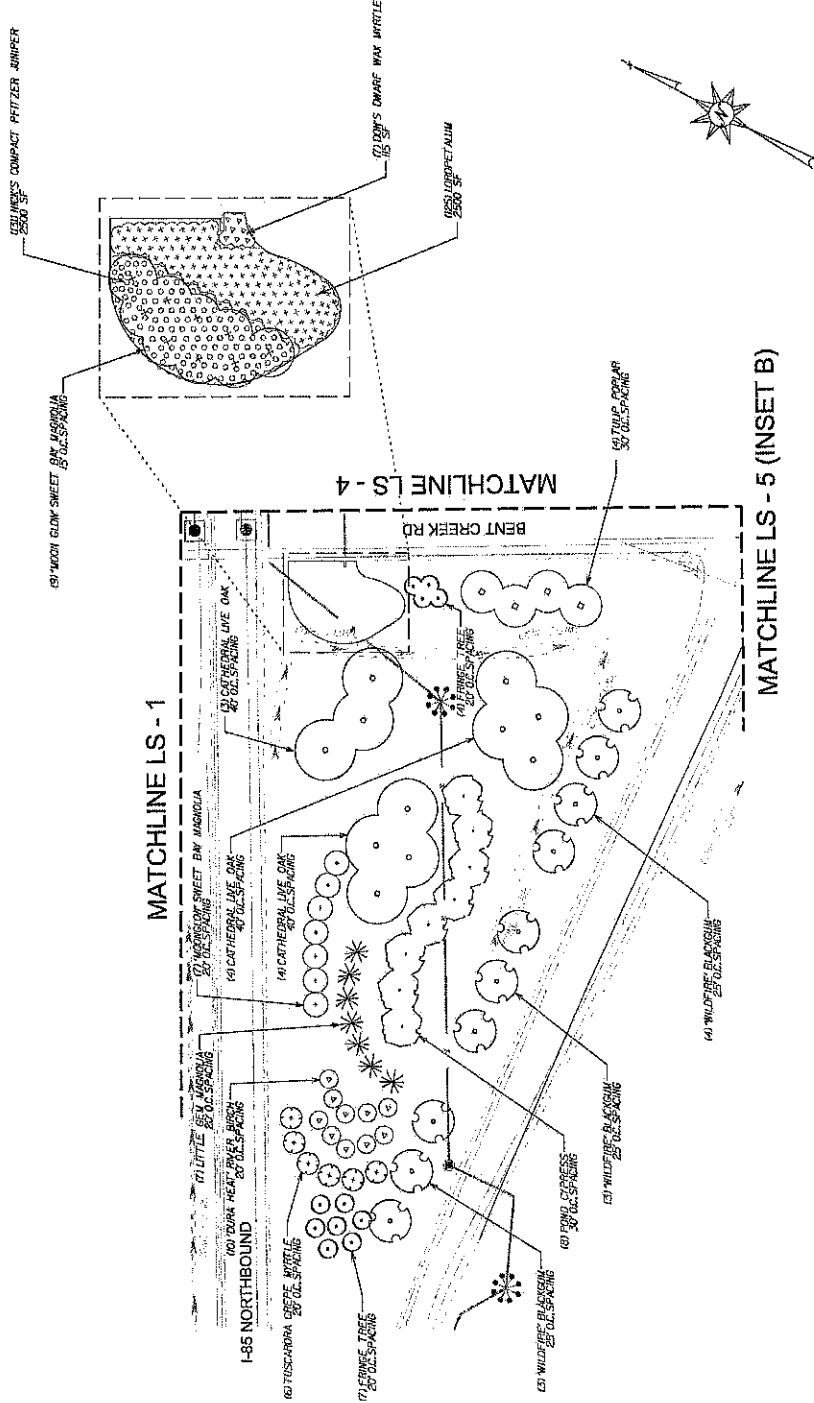 (31) NICK'S COMPACT PFITZER JUNIPER
2500 SF
(7) DON'S DWARF WAX MYRTLE
115 SF
(125) LOROPETALUM
2500 SF
(9) "MOON GLOW" SWEET BAY MAGNOLIA
15' O.C. SPACING
N
MATCHLINE LS - 1
MATCHLINE LS - 4
MATCHLINE LS - 5 (INSET B)
BENT CREEK RD
I-85 NORTHBOUND
(4) TULIP POPLAR
30' O.C. SPACING
(3) CATHEDRAL LIVE OAK
40' O.C. SPACING
(4) FRINGE TREE
20' O.C. SPACING
(7) "MOONGLOW" SWEET BAY MAGNOLIA
20' O.C. SPACING
(4) CATHEDRAL LIVE OAK
40' O.C. SPACING
(4) CATHEDRAL LIVE OAK
40' O.C. SPACING
(7) LITTLE GEM MAGNOLIA
20' O.C. SPACING
(10) "DURA HEAT" RIVER BIRCH
20' O.C. SPACING
(6) TUSCARORA CREPE MYRTLE
20' O.C. SPACING
(7) FRINGE TREE
20' O.C. SPACING
(3) 'WILDFIRE' BLACKGUM
25' O.C. SPACING
(8) POND CYPRESS
30' O.C. SPACING
(3) 'WILDFIRE' BLACKGUM
25' O.C. SPACING
(4) 'WILDFIRE' BLACKGUM
25' O.C. SPACING